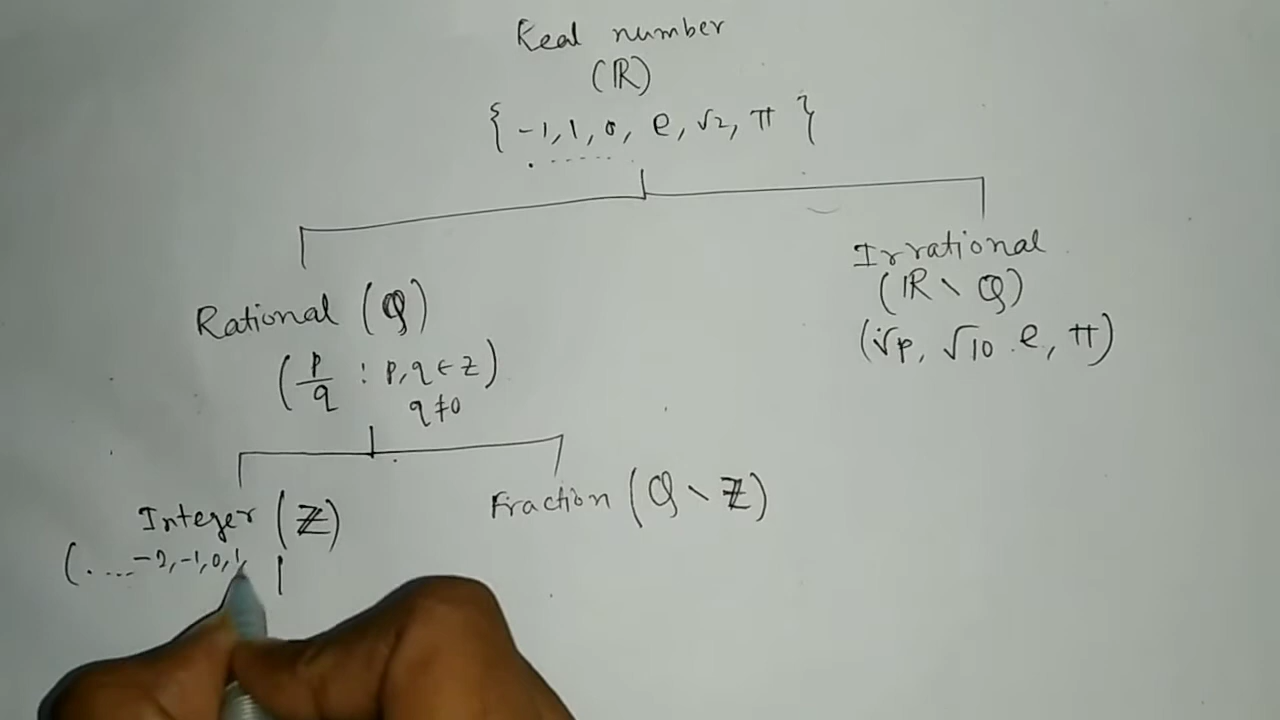 Real number
(ℝ)
{ -1, 1, 0, e, √2, π }
. ......
Irrational
(ℝ \ ℚ)
(√p, √10 . e, π)
Rational (ℚ)
(p/q : p, q ∈ z)
q ≠ 0
Integer (ℤ)
Fraction (ℚ \ ℤ)
(..... -2, -1, 0, 1,